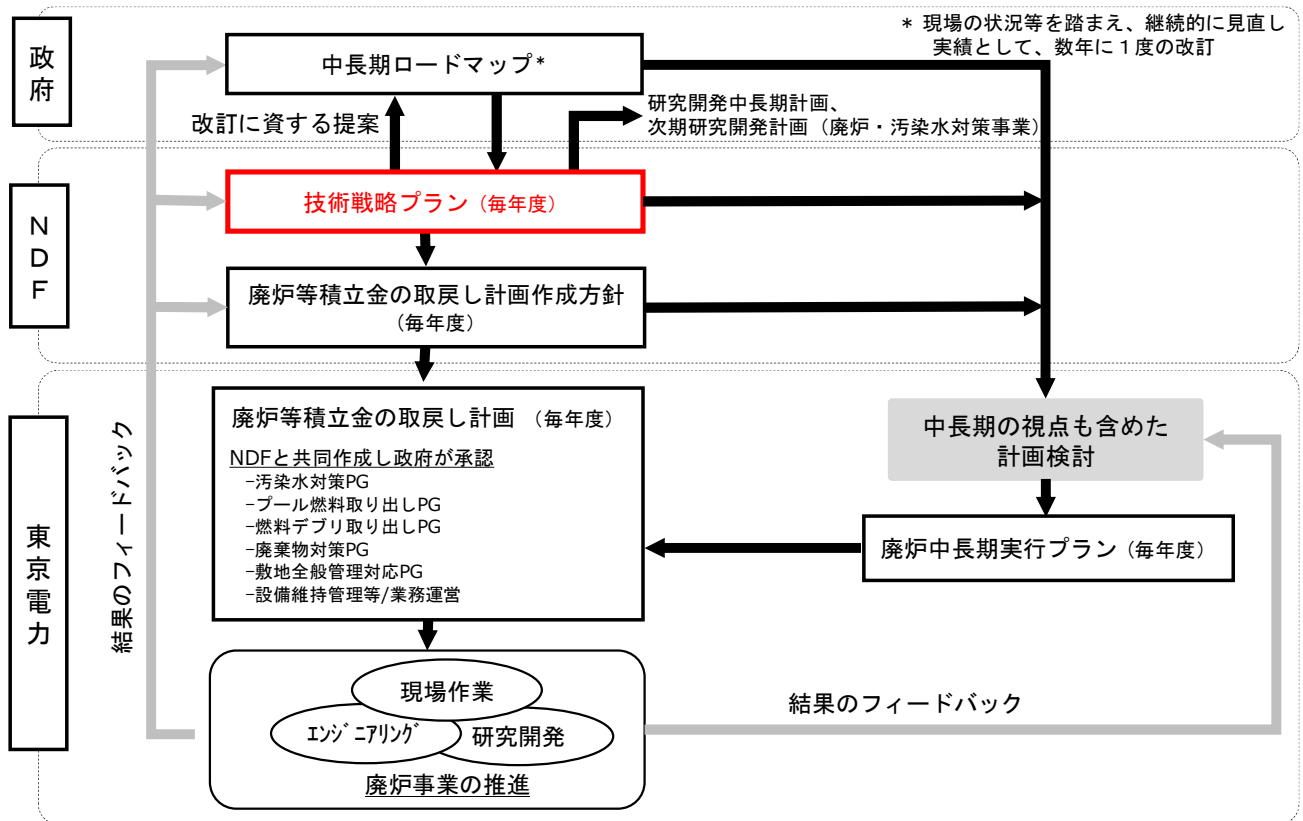 政府
中長期ロードマップ*
* 現場の状況等を踏まえ、継続的に見直し
実績として、数年に１度の改訂
改訂に資する提案
研究開発中長期計画、
次期研究開発計画（廃炉・汚染水対策事業）
NDF
技術戦略プラン（毎年度）
廃炉等積立金の取戻し計画作成方針
（毎年度）
東京電力
結果のフィードバック
廃炉等積立金の取戻し計画 （毎年度）
NDFと共同作成し政府が承認
-汚染水対策PG
-プール燃料取り出しPG
-燃料デブリ取り出しPG
-廃棄物対策PG
-敷地全般管理対応PG
-設備維持管理等/業務運営
中長期の視点も含めた
計画検討
廃炉中長期実行プラン（毎年度）
現場作業
ｴﾝｼﾞﾆｱﾘﾝｸﾞ
研究開発
廃炉事業の推進
結果のフィードバック